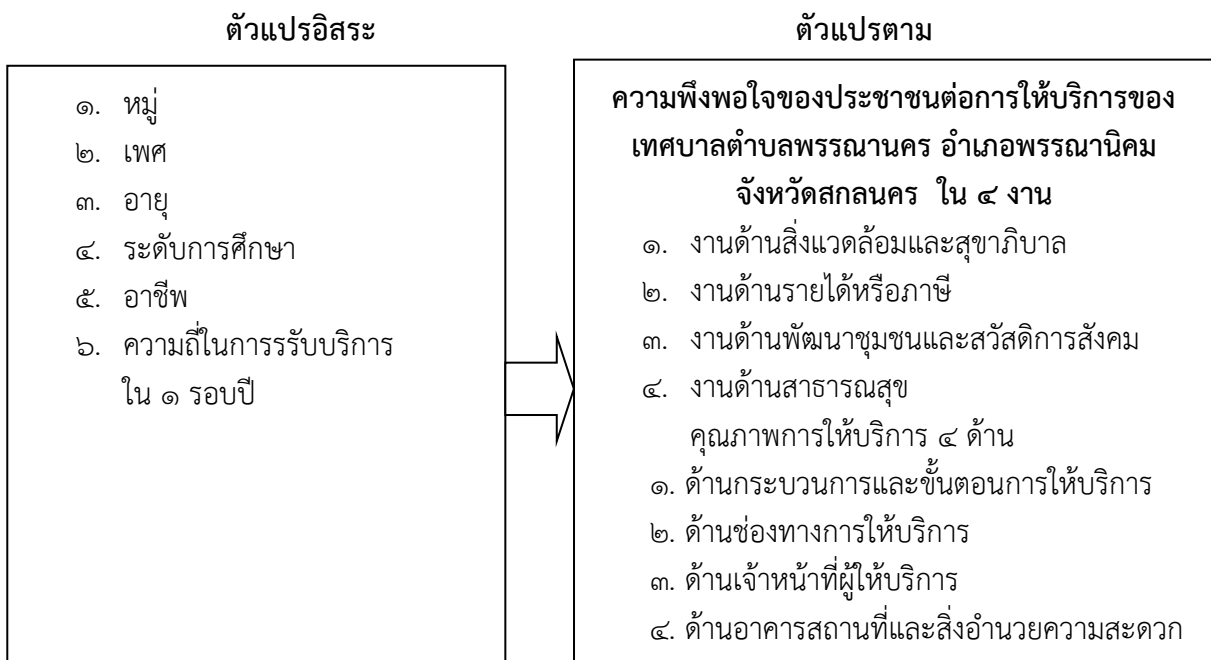 ตัวแปรอิสระ
๑. หมู่
๒. เพศ
๓. อายุ
๔. ระดับการศึกษา
๕. อาชีพ
๖. ความถี่ในการรรับบริการ
ใน ๑ รอบปี
ตัวแปรตาม
ความพึงพอใจของประชาชนต่อการให้บริการของ
เทศบาลตำบลพรรณานคร อำเภอพรรณานิคม
จังหวัดสกลนคร ใน ๔ งาน
๑. งานด้านสิ่งแวดล้อมและสุขาภิบาล
๒. งานด้านรายได้หรือภาษี
๓. งานด้านพัฒนาชุมชนและสวัสดิการสังคม
๔. งานด้านสาธารณสุข
คุณภาพการให้บริการ ๔ ด้าน
๑. ด้านกระบวนการและขั้นตอนการให้บริการ
๒. ด้านช่องทางการให้บริการ
๓. ด้านเจ้าหน้าที่ผู้ให้บริการ
๔. ด้านอาคารสถานที่และสิ่งอำนวยความสะดวก